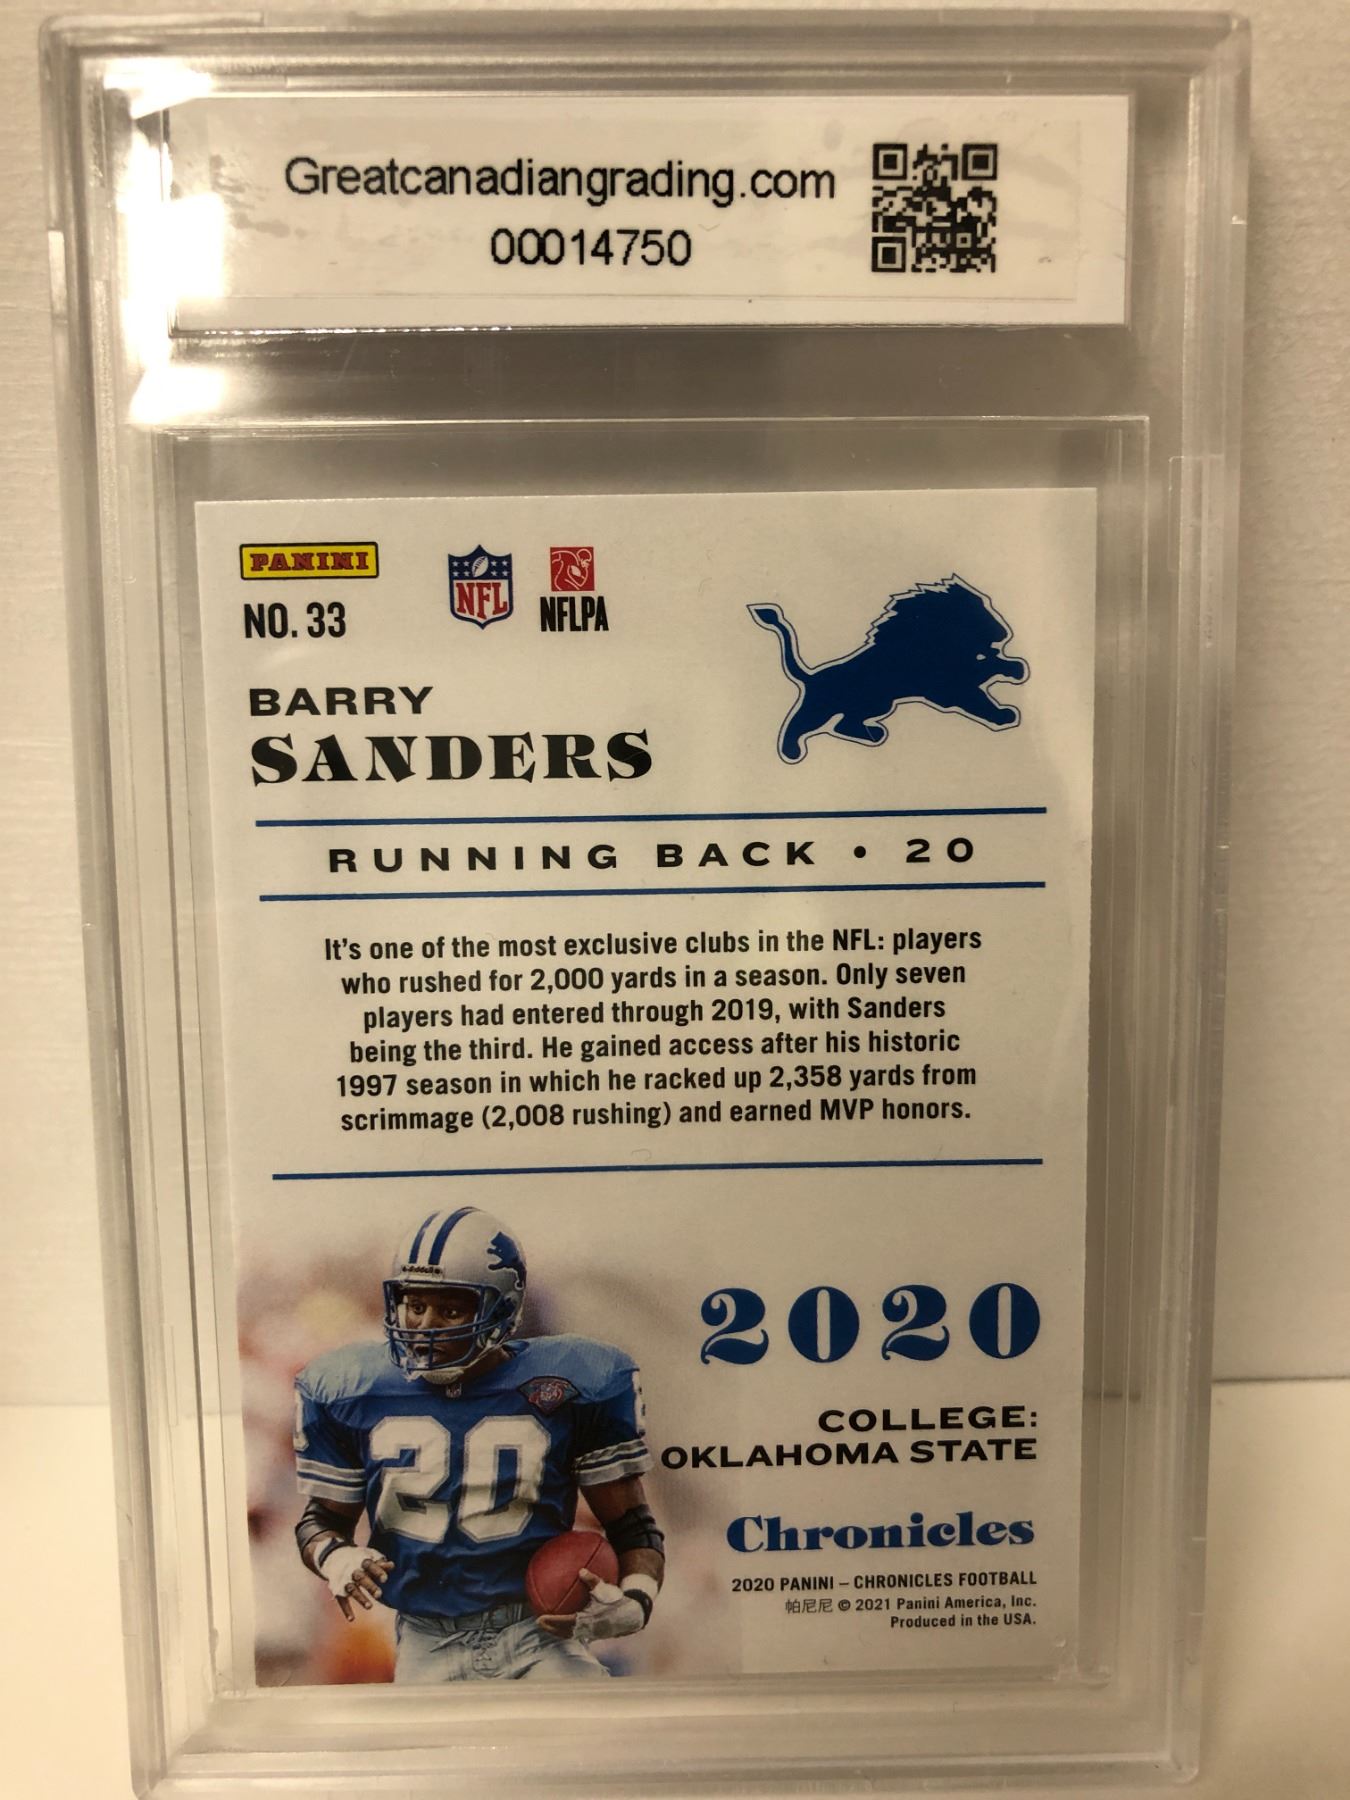 Greatcanadiangrading.com
00014750
PANINI
NO. 33
NFL
NFLPA
BARRY
SANDERS
RUNNING BACK • 20
It's one of the most exclusive clubs in the NFL: players
who rushed for 2,000 yards in a season. Only seven
players had entered through 2019, with Sanders
being the third. He gained access after his historic
1997 season in which he racked up 2,358 yards from
scrimmage (2,008 rushing) and earned MVP honors.
20
2020
COLLEGE:
OKLAHOMA STATE
Chronicles
2020 PANINI – CHRONICLES FOOTBALL
帕尼尼 © 2021 Panini America, Inc.
Produced in the USA.